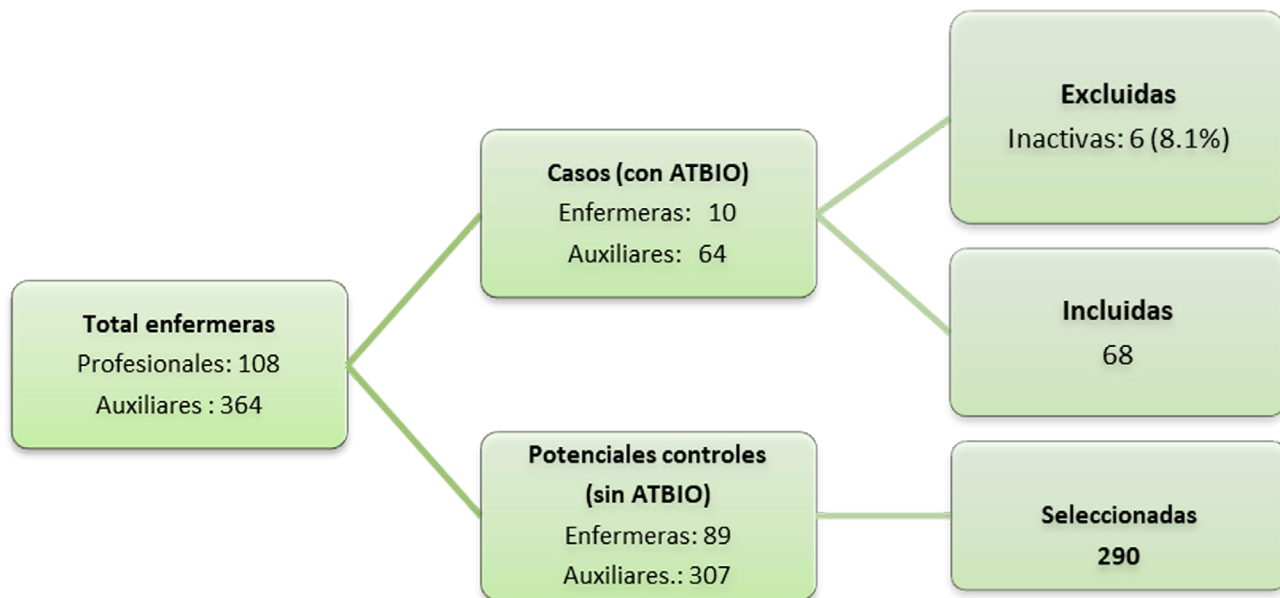 Total enfermeras
Profesionales: 108
Auxiliares : 364
Casos (con ATBIO)
Enfermeras: 10
Auxiliares: 64
Potenciales controles
(sin ATBIO)
Enfermeras: 89
Auxiliares.: 307
Excluidas
Inactivas: 6 (8.1%)
Incluidas
68
Seleccionadas
290